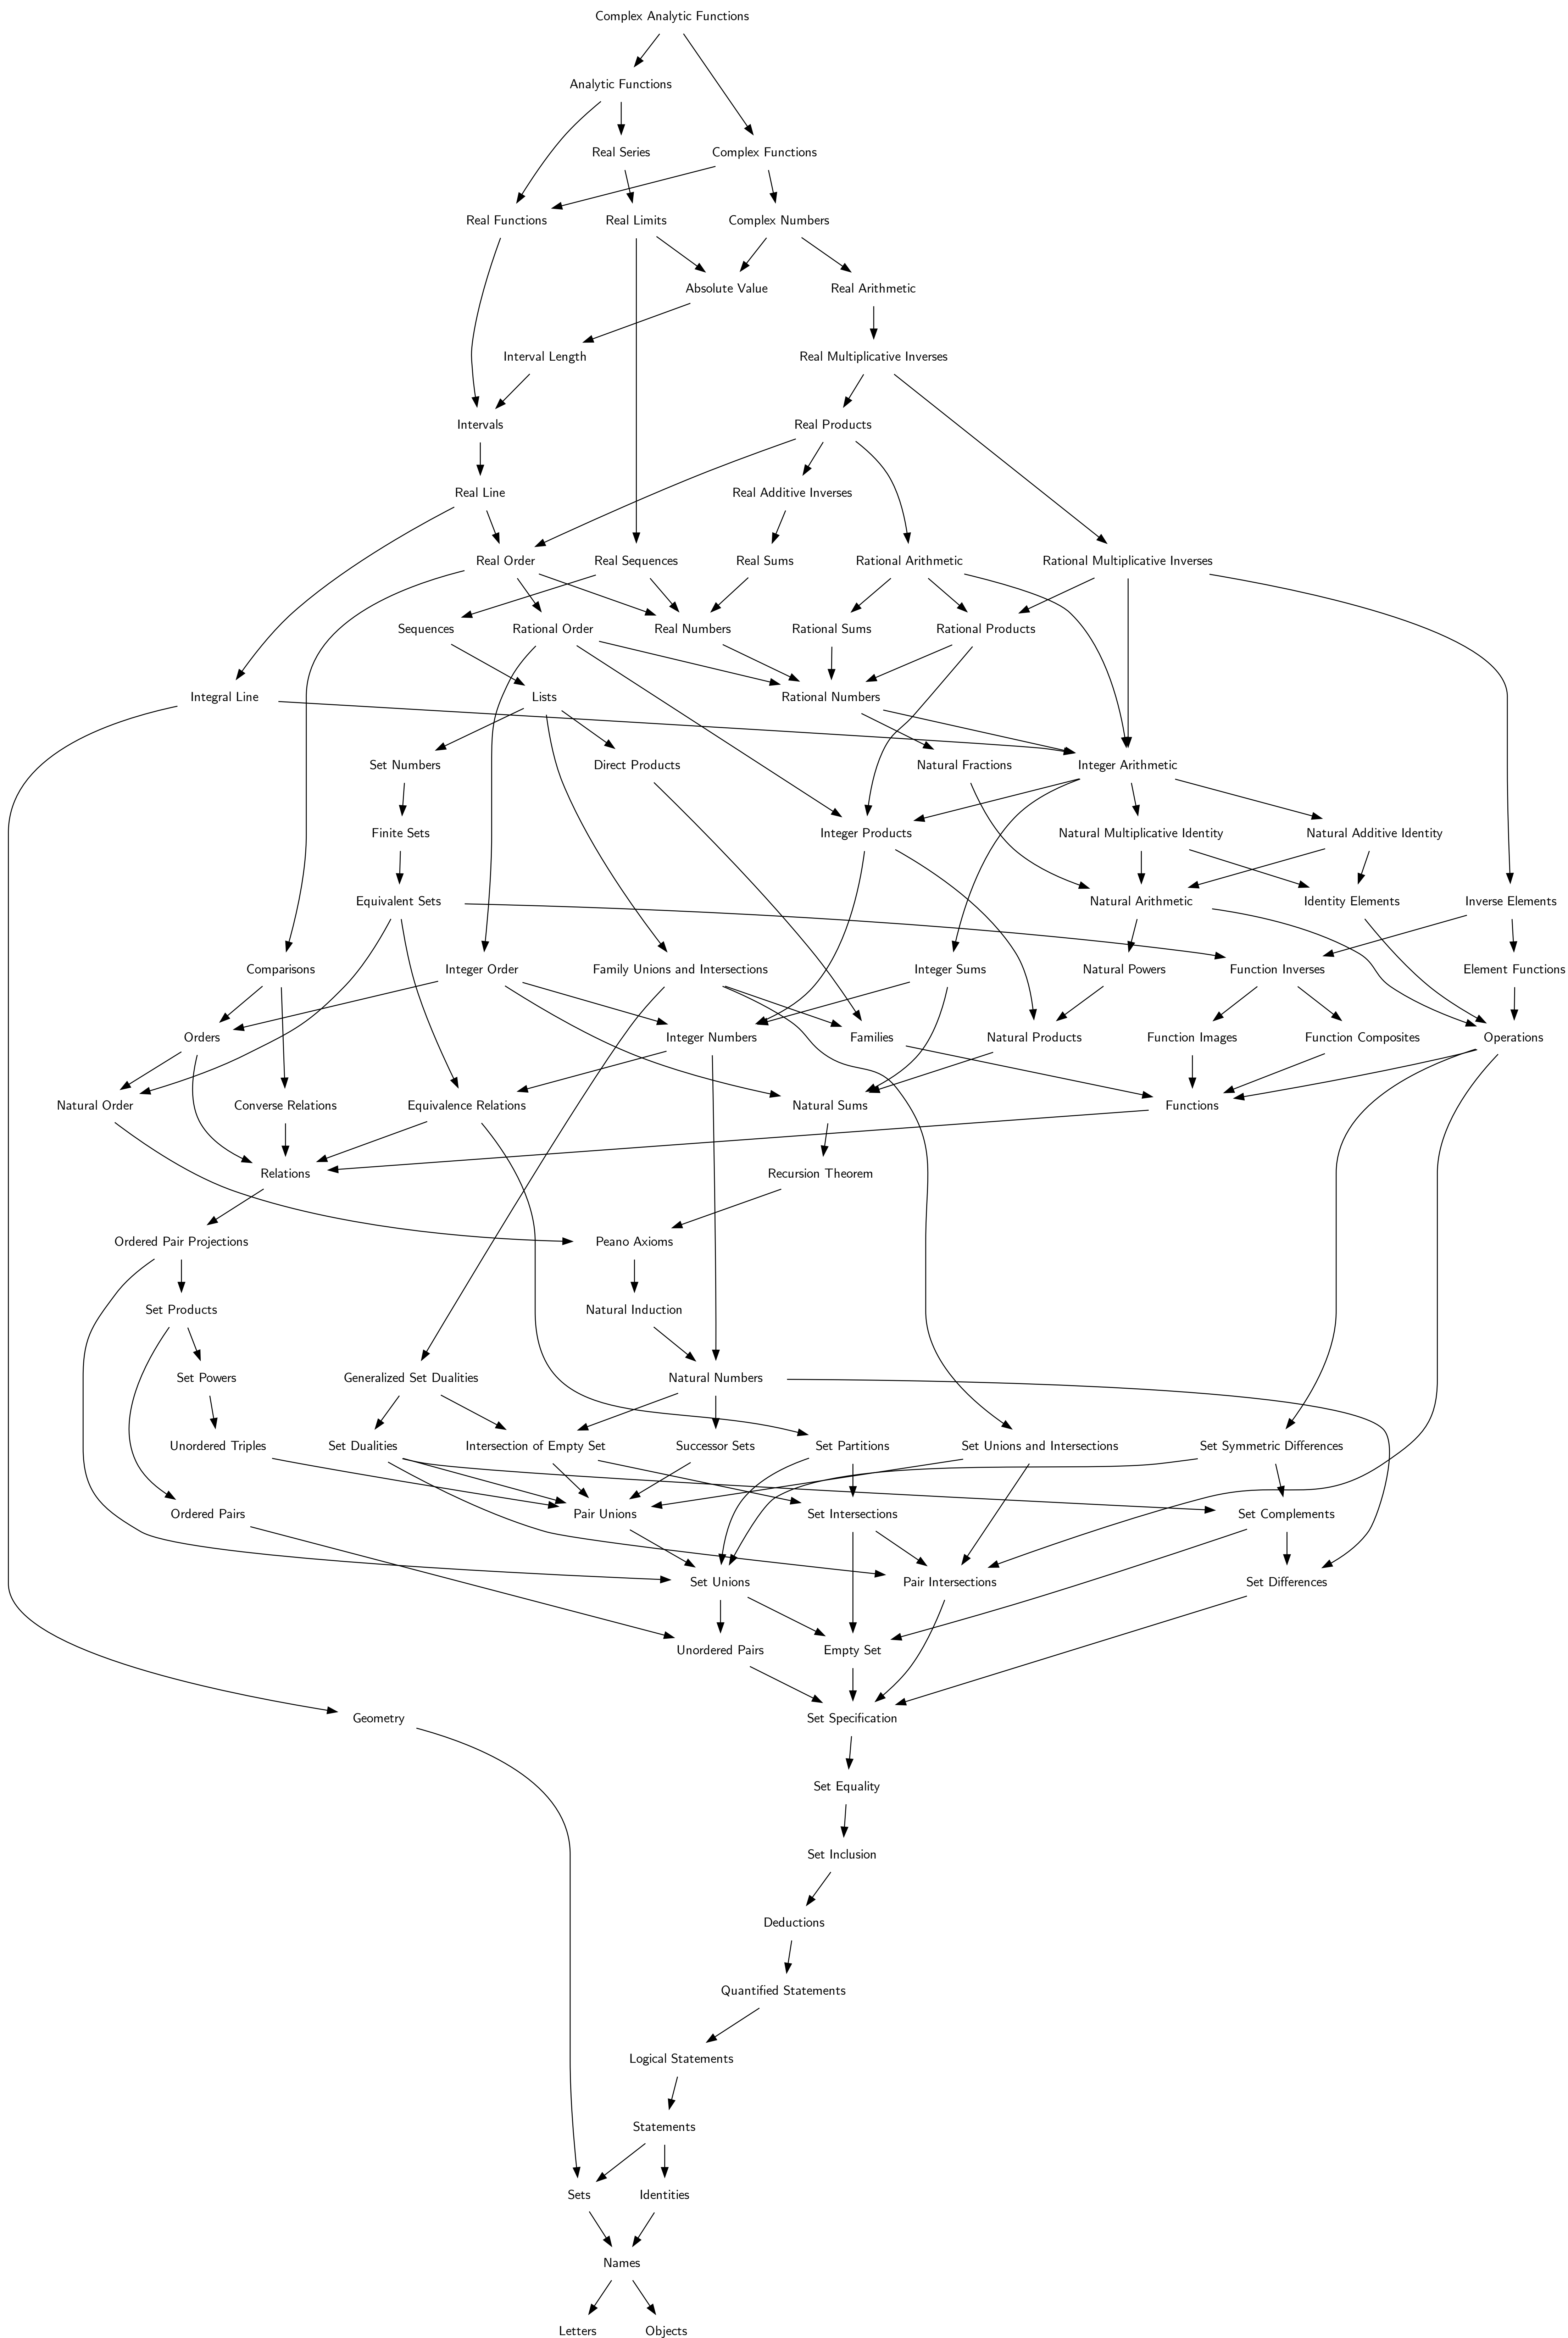 Complex Analytic Functions
Analytic Functions
Real Series
Complex Functions
Real Functions
Real Limits
Complex Numbers
Absolute Value
Real Arithmetic
Interval Length
Real Multiplicative Inverses
Intervals
Real Products
Real Line
Real Additive Inverses
Real Order
Real Sequences
Real Sums
Rational Arithmetic
Rational Multiplicative Inverses
Sequences
Rational Order
Real Numbers
Rational Sums
Rational Products
Integral Line
Lists
Rational Numbers
Set Numbers
Direct Products
Natural Fractions
Integer Arithmetic
Finite Sets
Integer Products
Natural Multiplicative Identity
Natural Additive Identity
Equivalent Sets
Natural Arithmetic
Identity Elements
Inverse Elements
Comparisons
Integer Order
Family Unions and Intersections
Integer Sums
Natural Powers
Function Inverses
Element Functions
Orders
Integer Numbers
Families
Natural Products
Function Images
Function Composites
Operations
Natural Order
Converse Relations
Equivalence Relations
Natural Sums
Functions
Relations
Recursion Theorem
Ordered Pair Projections
Peano Axioms
Set Products
Natural Induction
Set Powers
Generalized Set Dualities
Natural Numbers
Unordered Triples
Set Dualities
Intersection of Empty Set
Successor Sets
Set Partitions
Set Unions and Intersections
Set Symmetric Differences
Ordered Pairs
Pair Unions
Set Intersections
Set Complements
Set Unions
Pair Intersections
Set Differences
Unordered Pairs
Empty Set
Geometry
Set Specification
Set Equality
Set Inclusion
Deductions
Quantified Statements
Logical Statements
Statements
Sets
Identities
Names
Letters
Objects